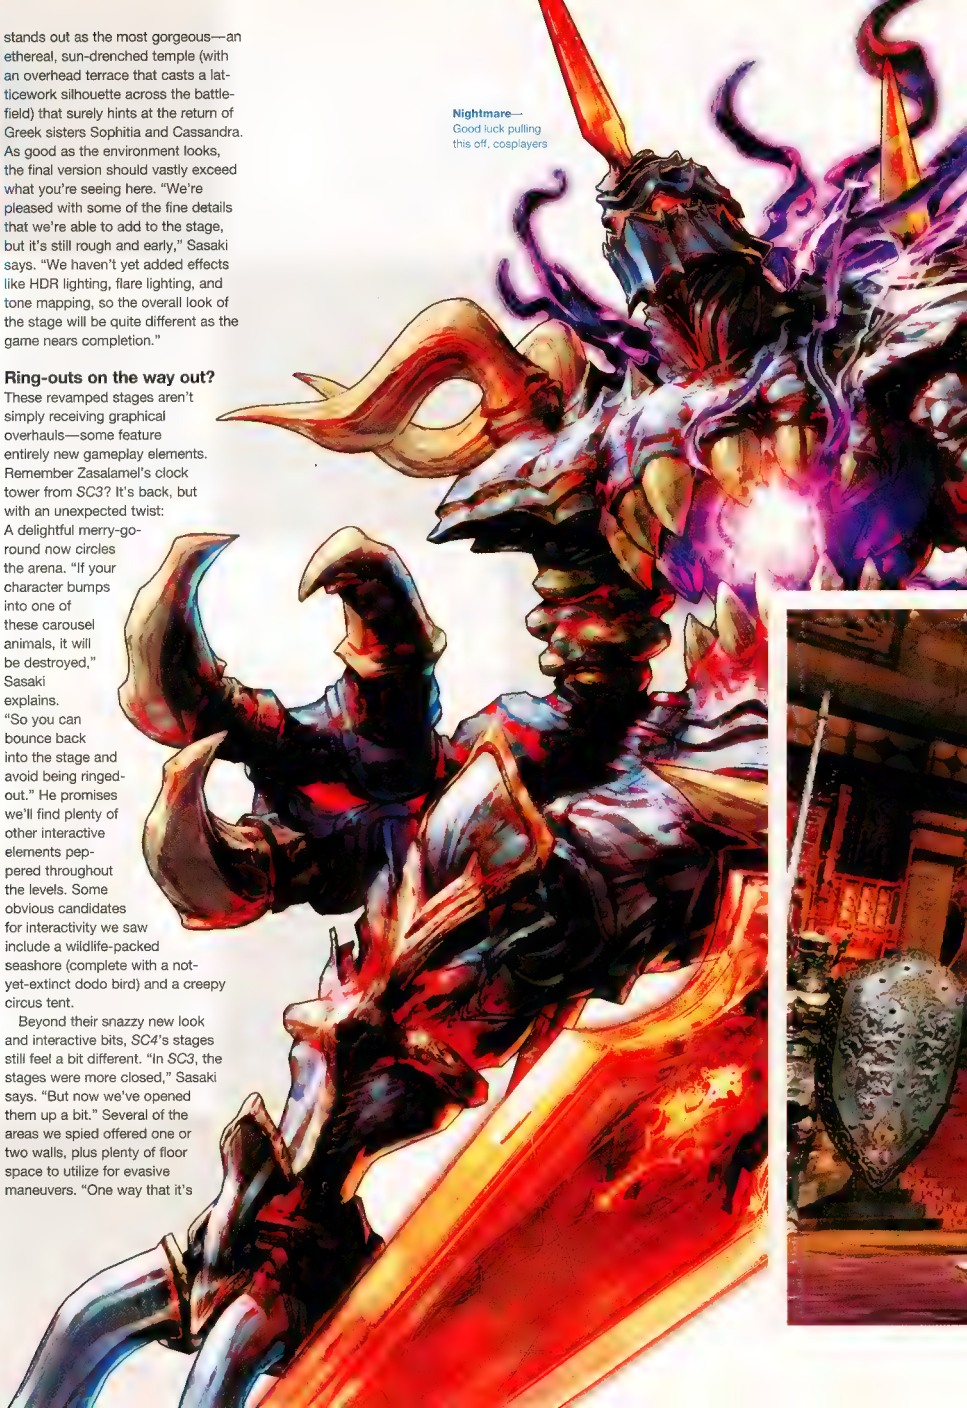 stands out as the most gorgeous—an
ethereal, sun-drenched temple (with
an overhead terrace that casts a lat-
ticework silhouette across the battle-
field) that surely hints at the return of
Greek sisters Sophitia and Cassandra.
As good as the environment looks,
the final version should vastly exceed
what you're seeing here. “We're
pleased with some of the fine details
that we're able to add to the stage,
but it's still rough and early,” Sasaki
says. “We haven't yet added effects
like HDR lighting, flare lighting, and
tone mapping, so the overall look of
the stage will be quite different as the
game nears completion.”
Ring-outs on the way out?
These revamped stages aren't
simply receiving graphical
overhauls—some feature
entirely new gameplay elements.
Remember Zasalamel's clock
tower from SC3? It's back, but
with an unexpected twist:
A delightful merry-go-
round now circles
the arena. “If your
character bumps
into one of
these carousel
animals, it will
be destroyed,”
Sasaki
explains.
“So you can
bounce back
into the stage and
avoid being ringed-
out.” He promises
we'll find plenty of
other interactive
elements pep-
pered throughout
the levels. Some
obvious candidates
for interactivity we saw
include a wildlife-packed
seashore (complete with a not-
yet-extinct dodo bird) and a creepy
circus tent.
Beyond their snazzy new look
and interactive bits, SC4's stages
still feel a bit different. “In SC3, the
stages were more closed,” Sasaki
says. “But now we've opened
them up a bit.” Several of the
areas we spied offered one or
two walls, plus plenty of floor
space to utilize for evasive
maneuvers. “One way that it's
Nightmare—
Good luck pulling
this off, cosplayers